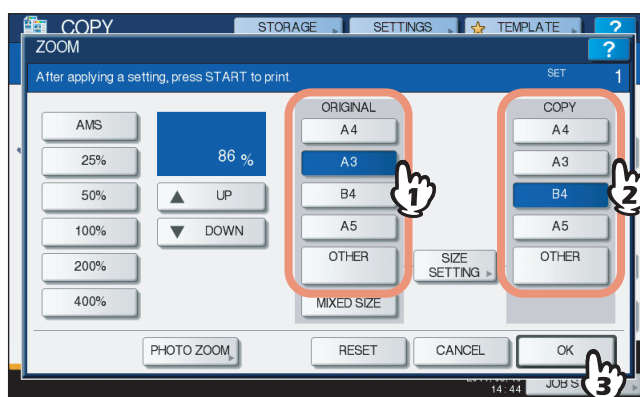 COPY STORAGE SETTINGS TEMPLATE ?
ZOOM ?
After applying a setting, press START to print. SET 1
ORIGINAL COPY
AMS A4 A4
25% 86 % A3 A3
50% UP B4 B4
100% DOWN A5 A5
200% OTHER SIZE SETTING OTHER
400% MIXED SIZE
PHOTO ZOOM RESET CANCEL OK
14:44 JOB S
1
2
3